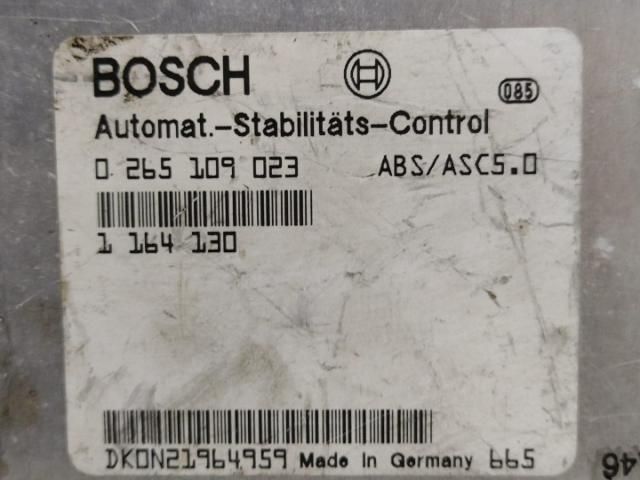 BOSCH
085
Automat.-Stabilitäts-Control
0 265 109 023 ABS/ASC5.0
1 164 130
DK0N21964959 Made In Germany 665